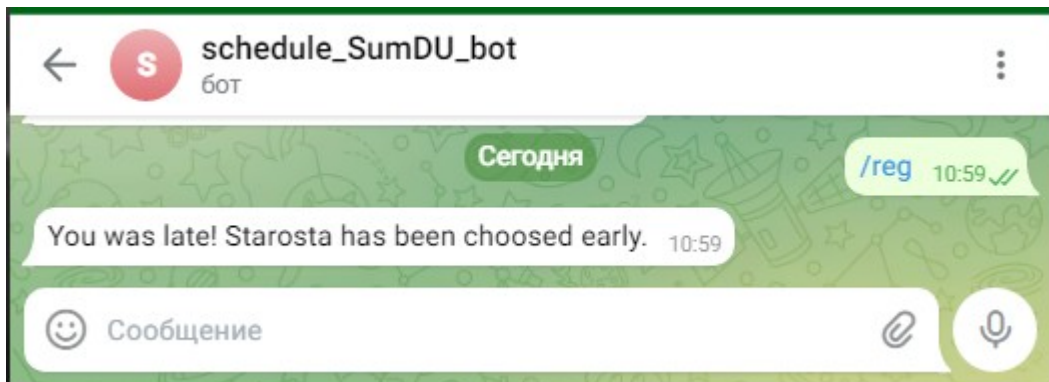 S
schedule_SumDU_bot
бот
Сегодня
/reg 10:59
You was late! Starosta has been choosed early. 10:59
Сообщение